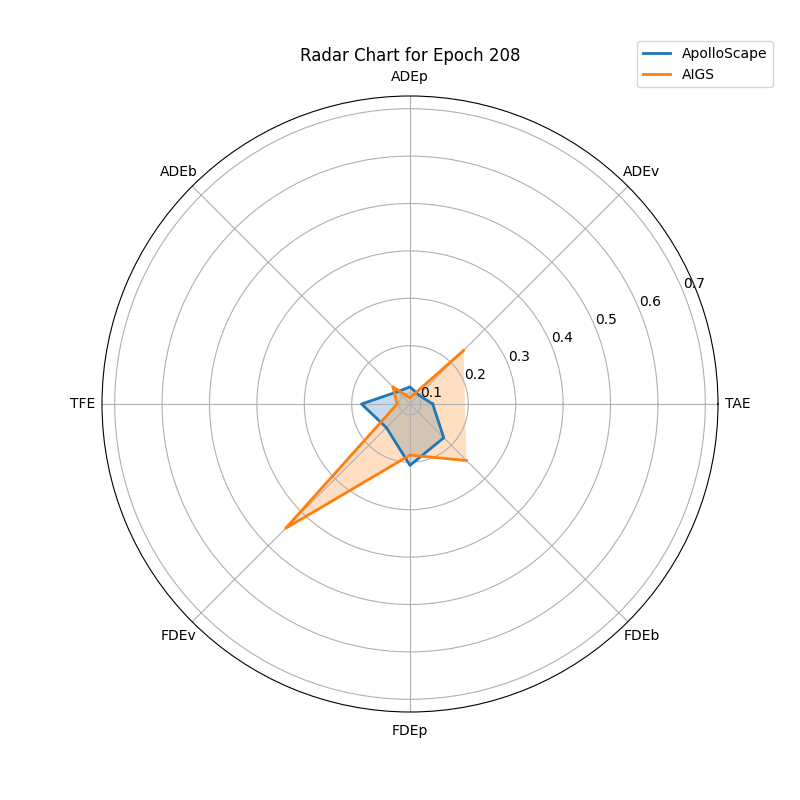 Radar Chart for Epoch 208
ApolloScape
AIGS
ADEp
ADEb
ADEv
0.7
0.6
0.5
0.4
0.3
0.2
0.1
TFE
TAE
FDEv
FDEb
FDEp